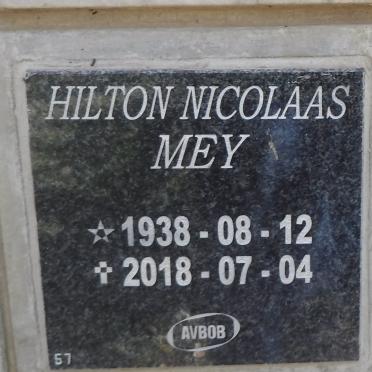 HILTON NICOLAAS
MEY
☆ 1938 - 08 - 12
✝ 2018 - 07 - 04
AVBOB
57